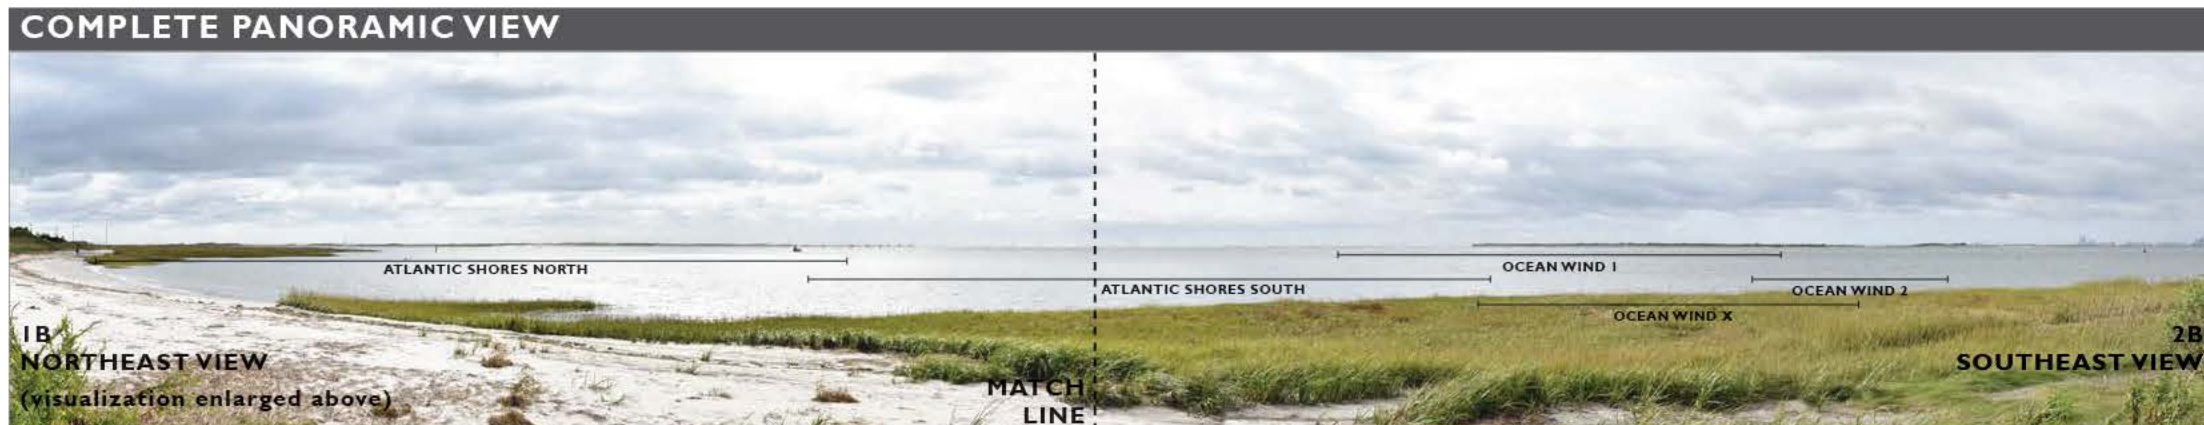 COMPLETE PANORAMIC VIEW
ATLANTIC SHORES NORTH
ATLANTIC SHORES SOUTH
OCEAN WIND 1
OCEAN WIND 2
OCEAN WIND X
1B
NORTHEAST VIEW
(visualization enlarged above)
MATCH
LINE
2B
SOUTHEAST VIEW